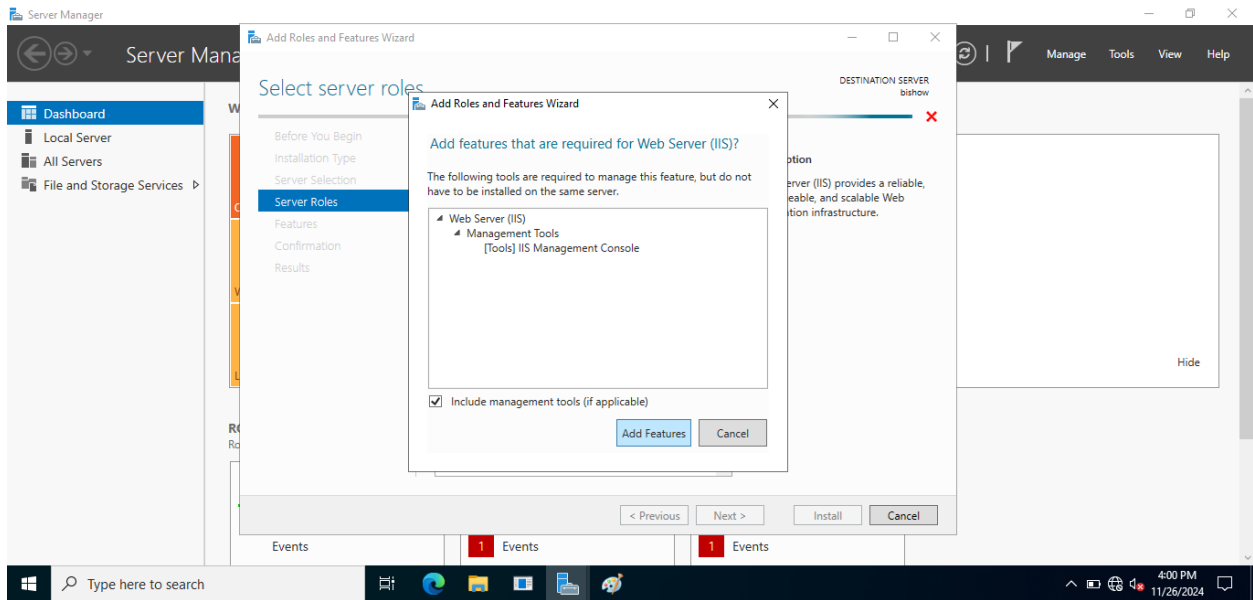 Server Manager
Server Mana
Manage
Tools
View
Help
Dashboard
Local Server
All Servers
File and Storage Services
Add Roles and Features Wizard
Select server roles
DESTINATION SERVER
bishow
Before You Begin
Installation Type
Server Selection
Server Roles
Features
Confirmation
Results
Add Roles and Features Wizard
Add features that are required for Web Server (IIS)?
The following tools are required to manage this feature, but do not
have to be installed on the same server.
Web Server (IIS)
Management Tools
[Tools] IIS Management Console
Include management tools (if applicable)
Add Features
Cancel
ption
erver (IIS) provides a reliable,
eable, and scalable Web
tion infrastructure.
Hide
< Previous
Next >
Install
Cancel
Events
1 Events
1 Events
Type here to search
4:00 PM
11/26/2024